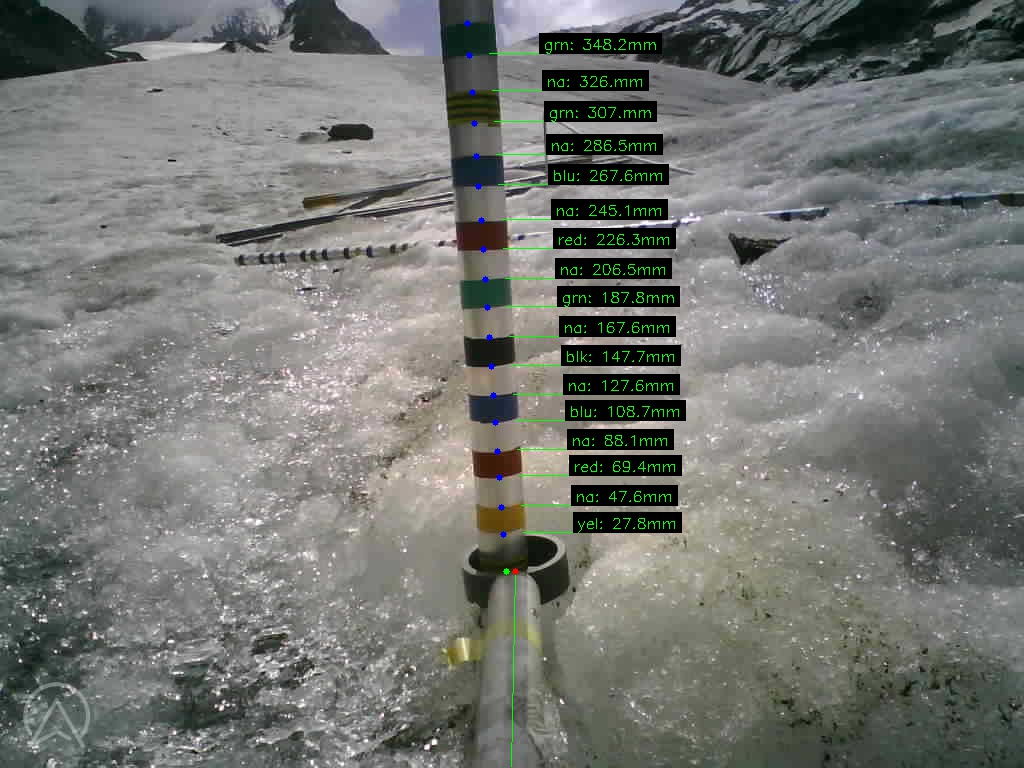 grn: 348.2mm
na: 326.mm
grn: 307.mm
na: 286.5mm
blu: 267.6mm
na: 245.1mm
red: 226.3mm
na: 206.5mm
grn: 187.8mm
na: 167.6mm
blk: 147.7mm
na: 127.6mm
blu: 108.7mm
na: 88.1mm
red: 69.4mm
na: 47.6mm
yel: 27.8mm